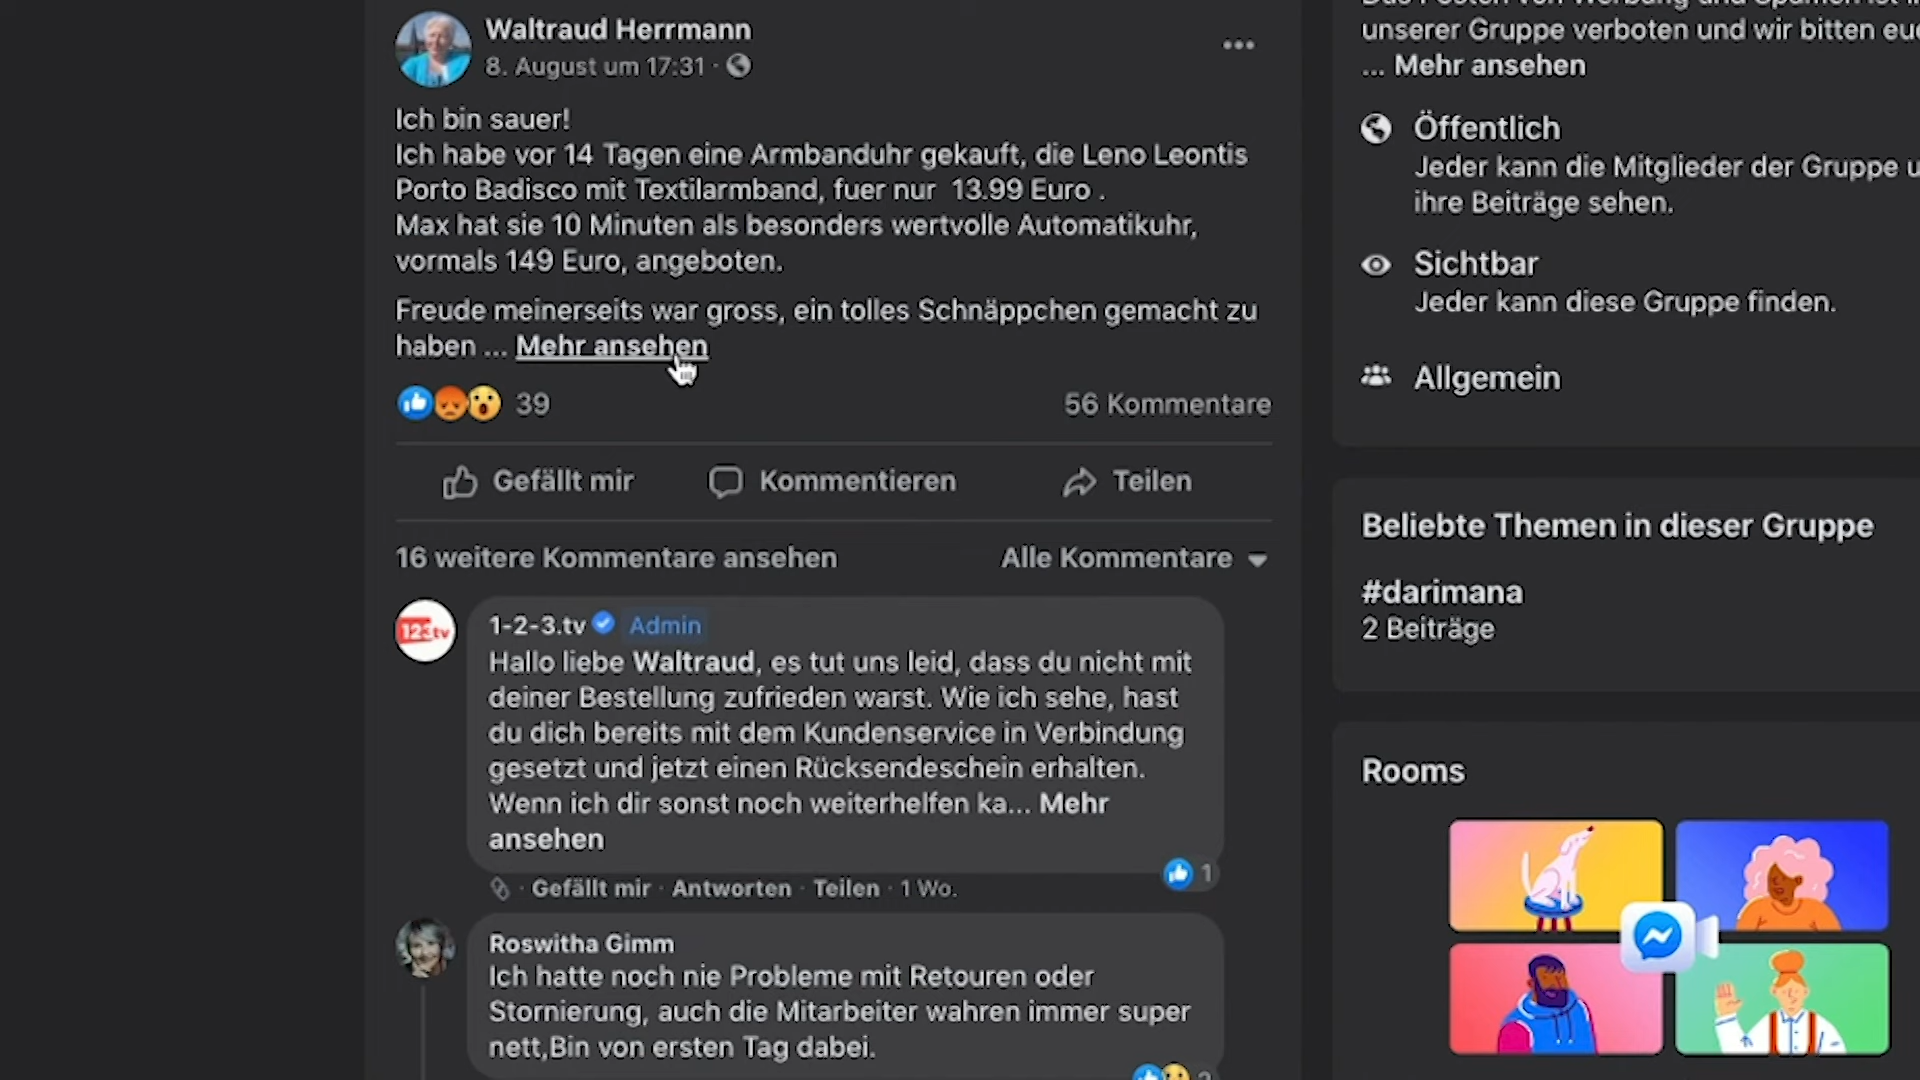 Waltraud Herrmann
8. August um 17:31 ·
Ich bin sauer!
Ich habe vor 14 Tagen eine Armbanduhr gekauft, die Leno Leontis
Porto Badisco mit Textilarmband, fuer nur 13.99 Euro .
Max hat sie 10 Minuten als besonders wertvolle Automatikuhr,
vormals 149 Euro, angeboten.
Freude meinerseits war gross, ein tolles Schnäppchen gemacht zu
haben ... Mehr ansehen
39
56 Kommentare
Gefällt mir
Kommentieren
Teilen
16 weitere Kommentare ansehen
Alle Kommentare
123tv
1-2-3.tv Admin
Hallo liebe Waltraud, es tut uns leid, dass du nicht mit
deiner Bestellung zufrieden warst. Wie ich sehe, hast
du dich bereits mit dem Kundenservice in Verbindung
gesetzt und jetzt einen Rücksendeschein erhalten.
Wenn ich dir sonst noch weiterhelfen ka... Mehr
ansehen
1
· Gefällt mir · Antworten · Teilen · 1 Wo.
Roswitha Gimm
Ich hatte noch nie Probleme mit Retouren oder
Stornierung, auch die Mitarbeiter wahren immer super
nett,Bin von ersten Tag dabei.
unserer Gruppe verboten und wir bitten
... Mehr ansehen
Öffentlich
Jeder kann die Mitglieder der Gruppe
ihre Beiträge sehen.
Sichtbar
Jeder kann diese Gruppe finden.
Allgemein
Beliebte Themen in dieser Gruppe
#darimana
2 Beiträge
Rooms